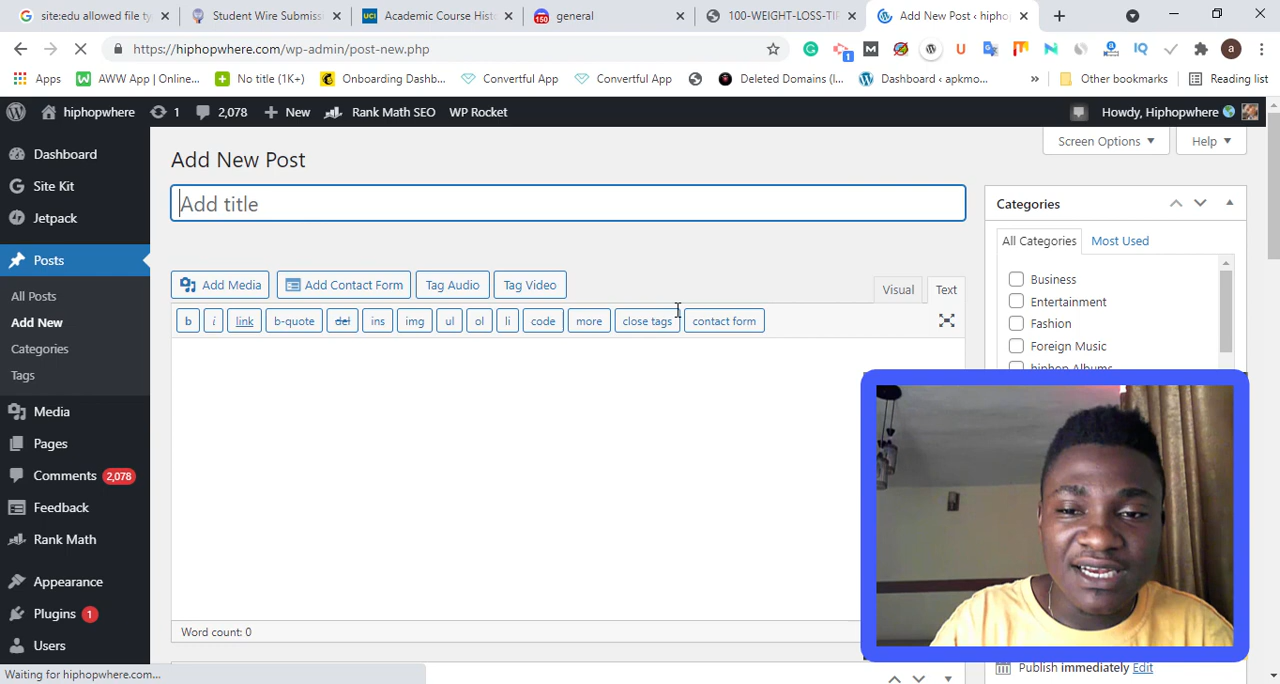 site:edu allowed file ty
Student Wire Submiss
Academic Course Hist
general
100-WEIGHT-LOSS-TIP
Add New Post ‹ hiphop
https://hiphopwhere.com/wp-admin/post-new.php
Apps
AWW App | Online...
No title (1K+)
Onboarding Dashb...
Convertful App
Convertful App
Deleted Domains (I...
Dashboard ‹ apkmo...
Other bookmarks
Reading list
hiphopwhere
1
2,078
New
Rank Math SEO
WP Rocket
Howdy, Hiphopwhere
Dashboard
Site Kit
Jetpack
Posts
All Posts
Add New
Categories
Tags
Media
Pages
Comments 2,078
Feedback
Rank Math
Appearance
Plugins 1
Users
Screen Options
Help
Add New Post
Add title
Add Media
Add Contact Form
Tag Audio
Tag Video
Visual
Text
b
i
link
b-quote
del
ins
img
ul
ol
li
code
more
close tags
contact form
Word count: 0
Categories
All Categories
Most Used
Business
Entertainment
Fashion
Foreign Music
hiphop Albums
Publish immediately Edit
Waiting for hiphopwhere.com...